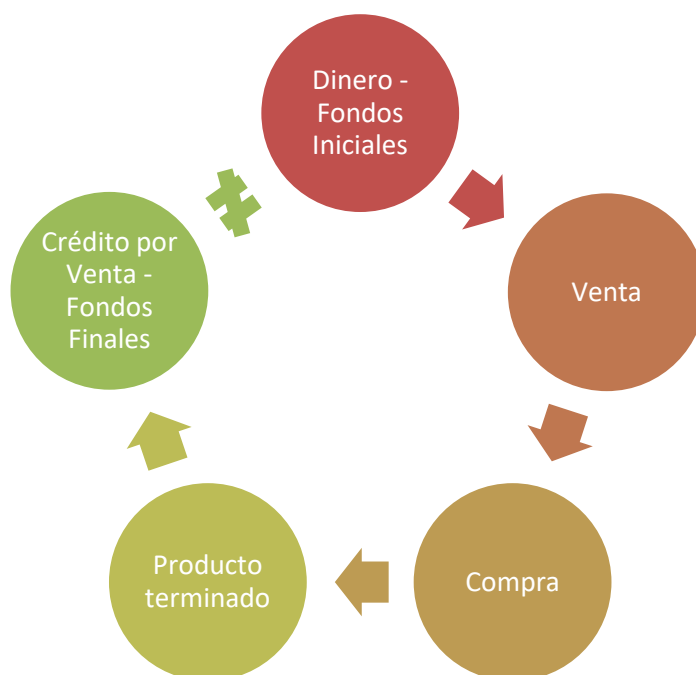 Dinero -
Fondos
Iniciales
Venta
Compra
Producto
terminado
Crédito por
Venta -
Fondos
Finales